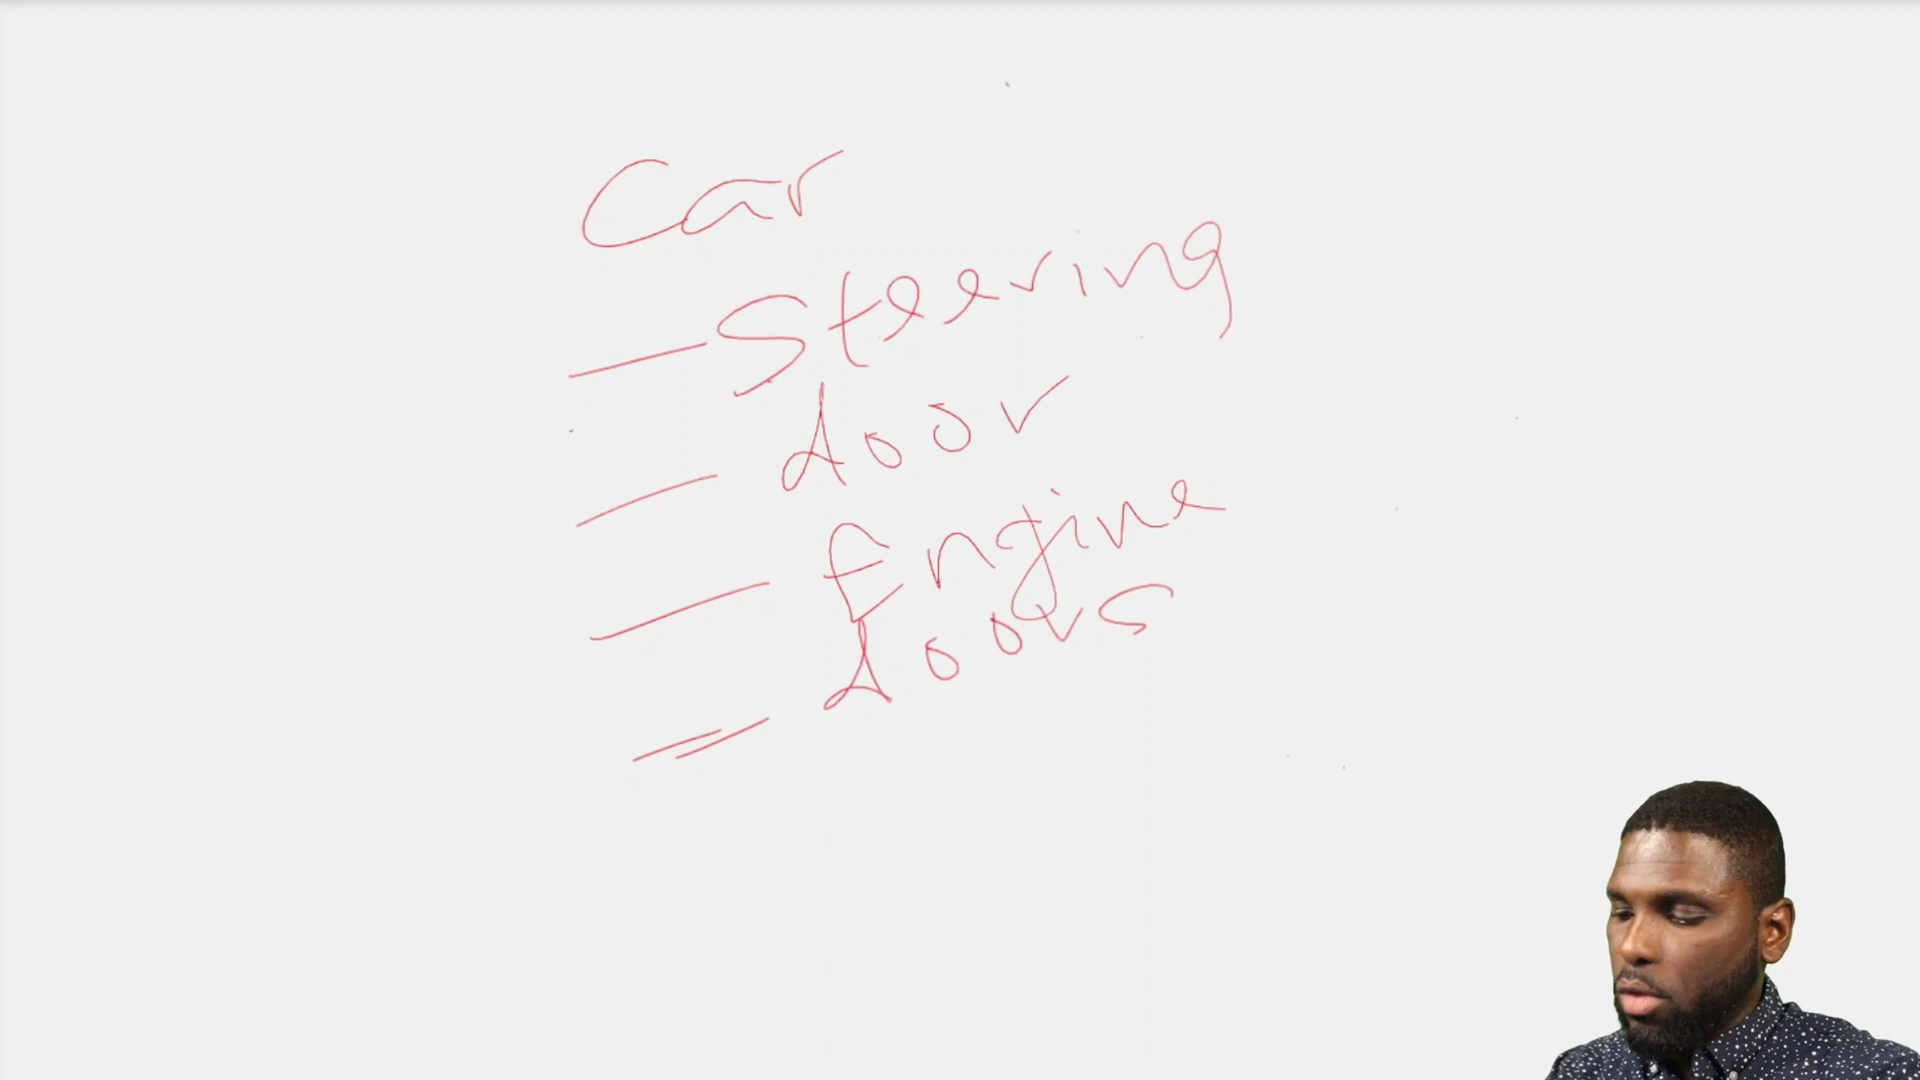 Car
— Steering
— door
— Engine
— doors